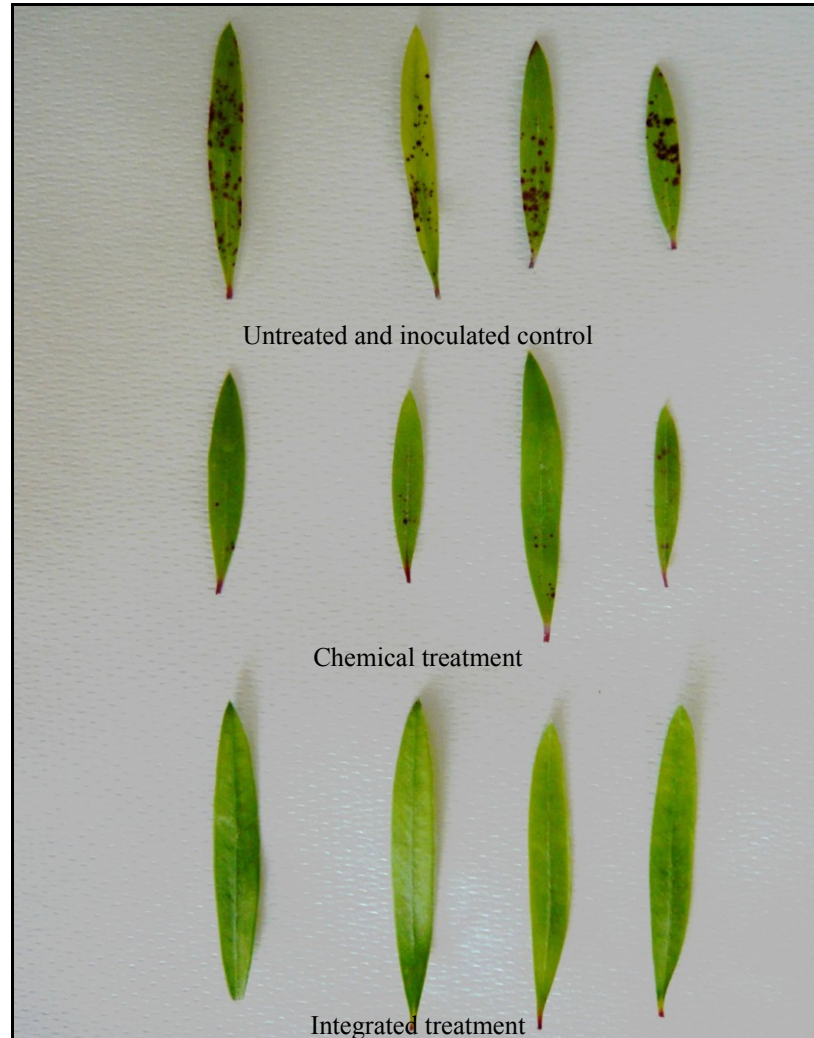 Untreated and inoculated control
Chemical treatment
Integrated treatment